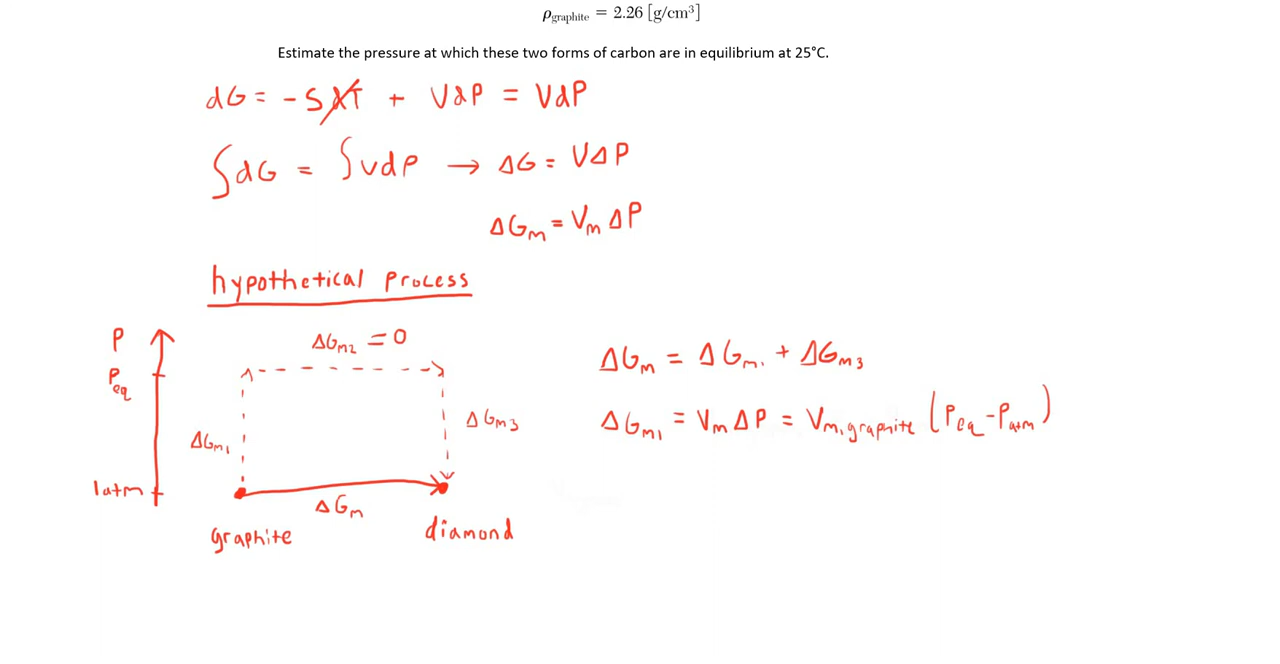 ρgraphite = 2.26 [g/cm³]
Estimate the pressure at which these two forms of carbon are in equilibrium at 25°C.
dG = -SdT + VdP = VdP
∫dG = ∫VdP → ΔG = VΔP
ΔGm = Vm ΔP
hypothetical process
P
Peq
1atm
ΔGm2 = 0
ΔGm1
ΔGm3
ΔGm
graphite
diamond
ΔGm = ΔGm1 + ΔGm3
ΔGm1 = Vm ΔP = Vm,graphite (Peq - Patm)